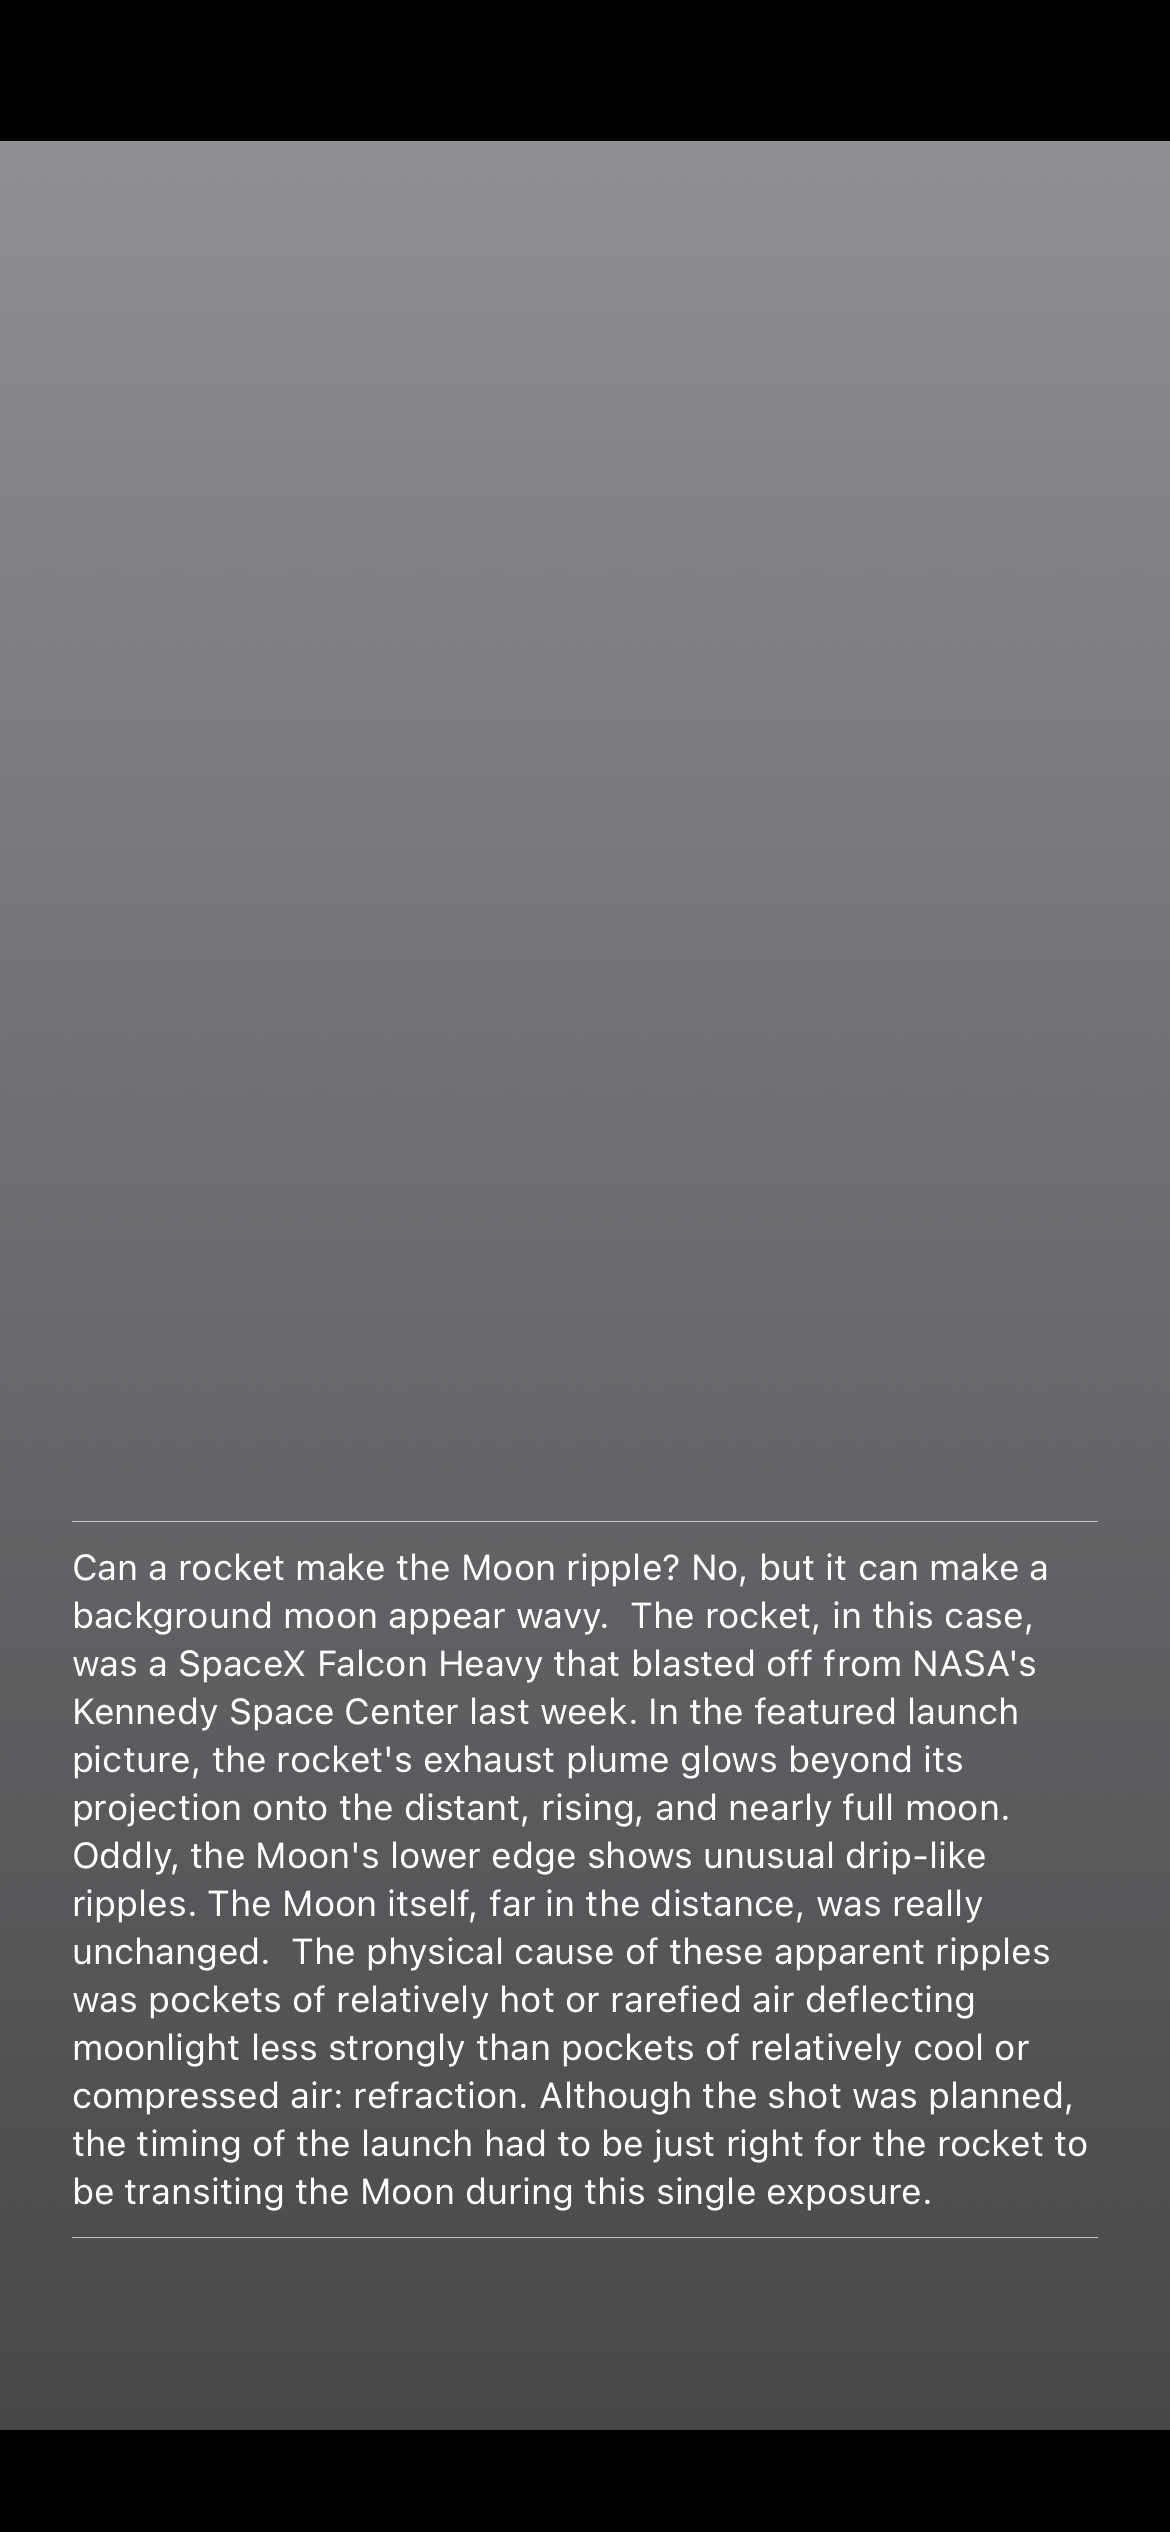 Can a rocket make the Moon ripple? No, but it can make a
background moon appear wavy.  The rocket, in this case,
was a SpaceX Falcon Heavy that blasted off from NASA's
Kennedy Space Center last week. In the featured launch
picture, the rocket's exhaust plume glows beyond its
projection onto the distant, rising, and nearly full moon.
Oddly, the Moon's lower edge shows unusual drip-like
ripples. The Moon itself, far in the distance, was really
unchanged.  The physical cause of these apparent ripples
was pockets of relatively hot or rarefied air deflecting
moonlight less strongly than pockets of relatively cool or
compressed air: refraction. Although the shot was planned,
the timing of the launch had to be just right for the rocket to
be transiting the Moon during this single exposure.